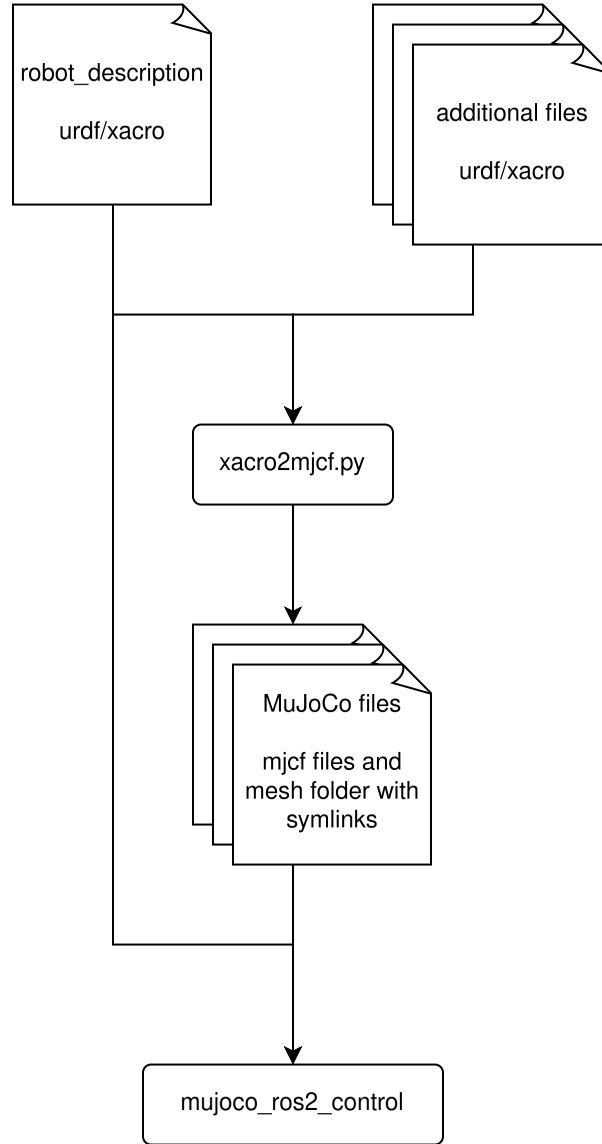 robot_description
urdf/xacro
additional files
urdf/xacro
xacro2mjcf.py
MuJoCo files
mjcf files and
mesh folder with
symlinks
mujoco_ros2_control